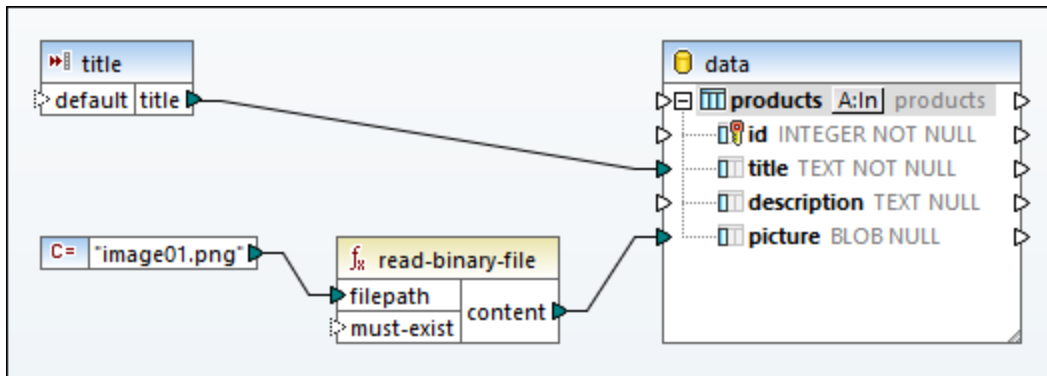 title
default title
data
products A:In products
id INTEGER NOT NULL
title TEXT NOT NULL
description TEXT NULL
picture BLOB NULL
C= "image01.png"
fx read-binary-file
filepath
must-exist
content